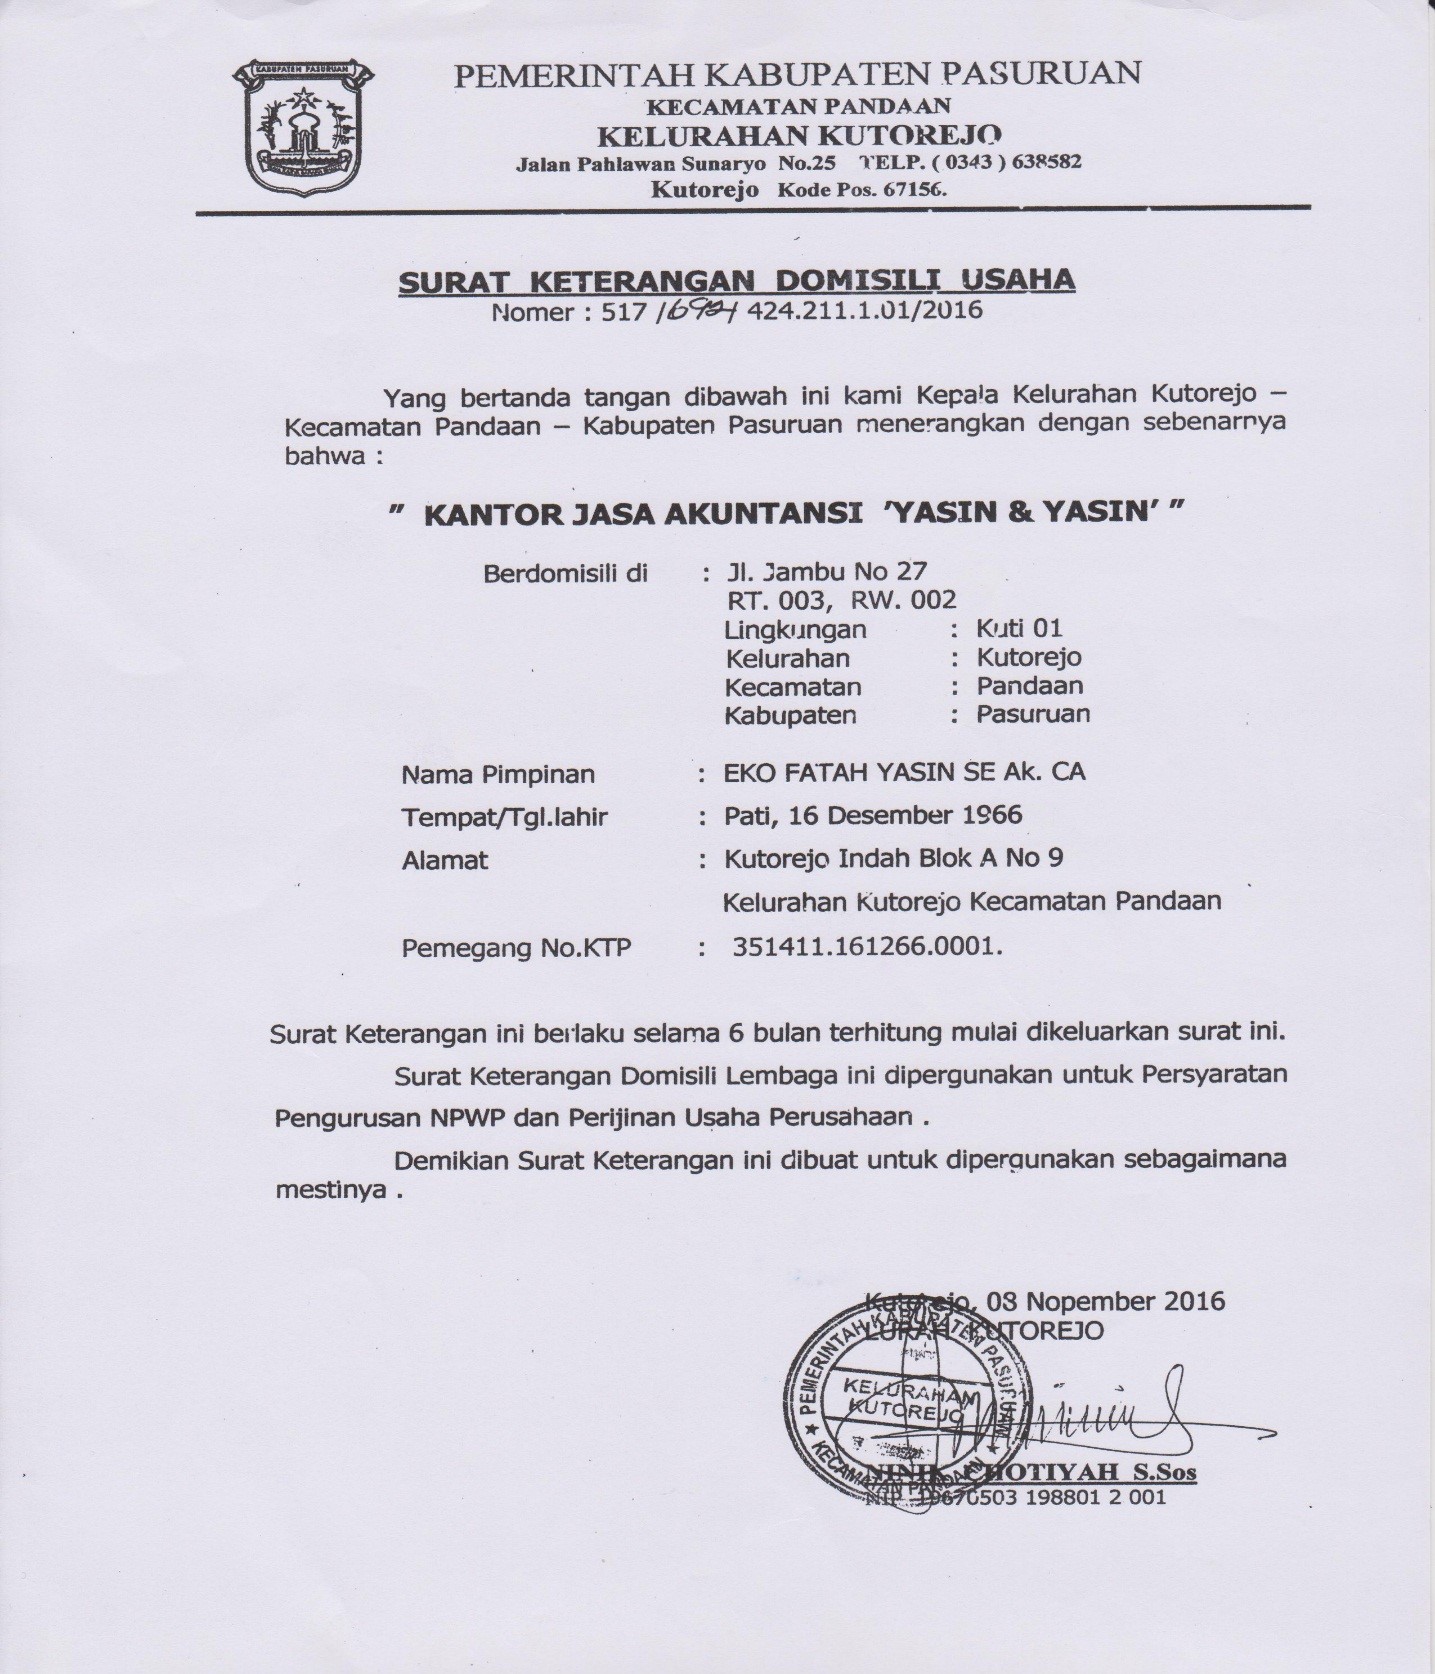 KABUPATEN PASURUAN
PEMERINTAH KABUPATEN PASURUAN
KECAMATAN PANDAAN
KELURAHAN KUTOREJO
Jalan Pahlawan Sunaryo No.25 TELP. ( 0343 ) 638582
Kutorejo Kode Pos. 67156.
SURAT KETERANGAN DOMISILI USAHA
Nomer : 517 / / 424.211.1.01/2016
Yang bertanda tangan dibawah ini kami Kepala Kelurahan Kutorejo –
Kecamatan Pandaan – Kabupaten Pasuruan menerangkan dengan sebenarnya
bahwa :
" KANTOR JASA AKUNTANSI 'YASIN & YASIN' "
Berdomisili di : Jl. Jambu No 27
RT. 003, RW. 002
Lingkungan : Kuti 01
Kelurahan : Kutorejo
Kecamatan : Pandaan
Kabupaten : Pasuruan
Nama Pimpinan : EKO FATAH YASIN SE Ak. CA
Tempat/Tgl.lahir : Pati, 16 Desember 1966
Alamat : Kutorejo Indah Blok A No 9
Kelurahan Kutorejo Kecamatan Pandaan
Pemegang No.KTP : 351411.161266.0001.
Surat Keterangan ini berlaku selama 6 bulan terhitung mulai dikeluarkan surat ini.
Surat Keterangan Domisili Lembaga ini dipergunakan untuk Persyaratan
Pengurusan NPWP dan Perijinan Usaha Perusahaan .
Demikian Surat Keterangan ini dibuat untuk dipergunakan sebagaimana
mestinya .
Kutorejo, 08 Nopember 2016
LURAH KUTOREJO
PEMERINTAH KABUPATEN PASURUAN
KELURAHAN
KUTOREJO
KECAMATAN PANDAAN
NINIK CHOTIYAH S.Sos
NIP 19670503 198801 2 001